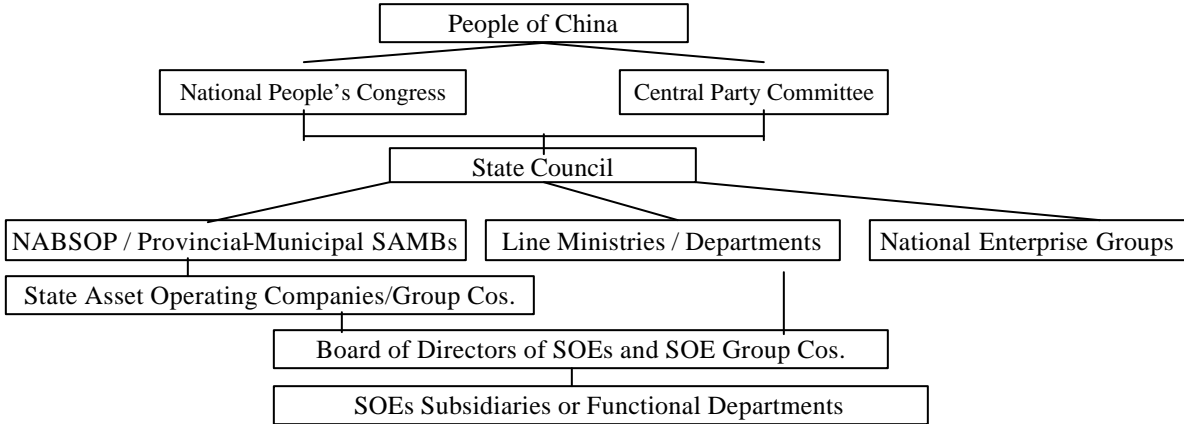 People of China
National People’s Congress
Central Party Committee
State Council
NABSOP / Provincial-Municipal SAMBs
Line Ministries / Departments
National Enterprise Groups
State Asset Operating Companies/Group Cos.
Board of Directors of SOEs and SOE Group Cos.
SOEs Subsidiaries or Functional Departments